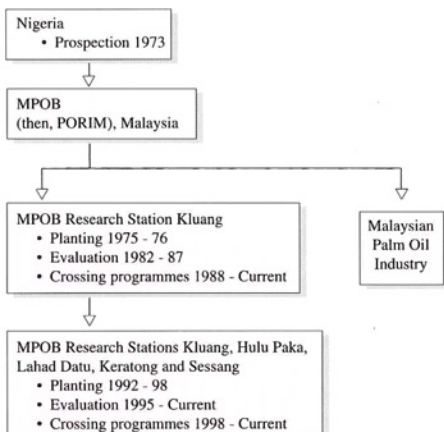 Nigeria
• Prospection 1973
MPOB
(then, PORIM), Malaysia
MPOB Research Station Kluang
• Planting 1975 - 76
• Evaluation 1982 - 87
• Crossing programmes 1988 - Current
Malaysian
Palm Oil
Industry
MPOB Research Stations Kluang, Hulu Paka,
Lahad Datu, Keratong and Sessang
• Planting 1992 - 98
• Evaluation 1995 - Current
• Crossing programmes 1998 - Current